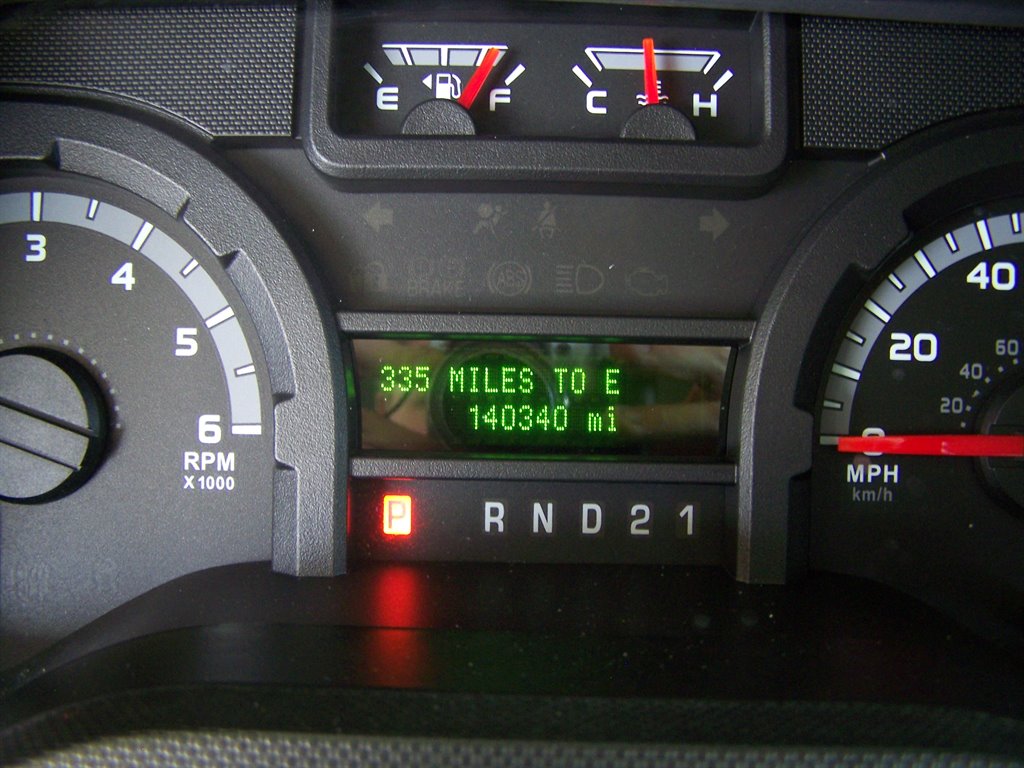 E F
C H
3
4
5
6
RPM
X1000
BRAKE
ABS
335 MILES TO E
140340 mi
P R N D 2 1
40
20
0
MPH
km/h
60
40
20